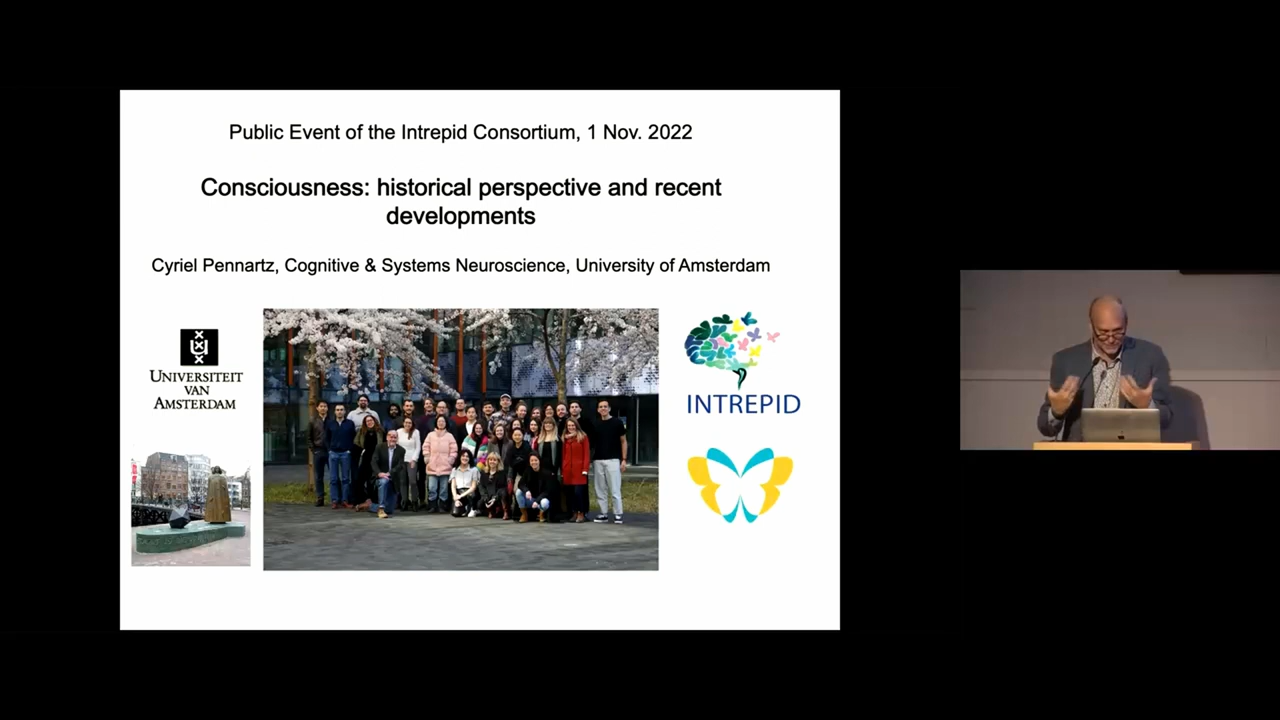 Public Event of the Intrepid Consortium, 1 Nov. 2022
Consciousness: historical perspective and recent
developments
Cyriel Pennartz, Cognitive & Systems Neuroscience, University of Amsterdam
UNIVERSITEIT
VAN
AMSTERDAM
INTREPID